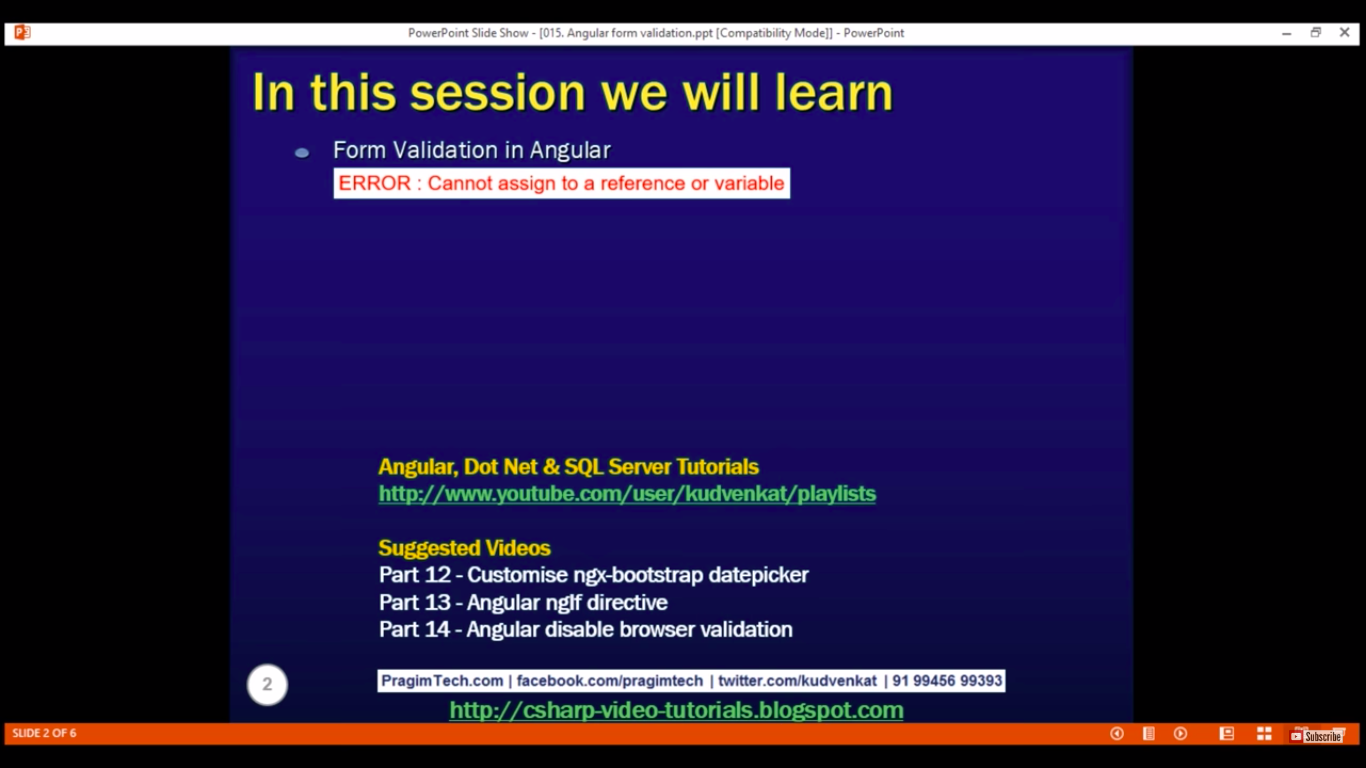 PowerPoint Slide Show - [015. Angular form validation.ppt [Compatibility Mode]] - PowerPoint
In this session we will learn
Form Validation in Angular
ERROR : Cannot assign to a reference or variable
Angular, Dot Net & SQL Server Tutorials
http://www.youtube.com/user/kudvenkat/playlists
Suggested Videos
Part 12 - Customise ngx-bootstrap datepicker
Part 13 - Angular ngIf directive
Part 14 - Angular disable browser validation
2
PragimTech.com | facebook.com/pragimtech | twitter.com/kudvenkat | 91 99456 99393
http://csharp-video-tutorials.blogspot.com
SLIDE 2 OF 6
Subscribe